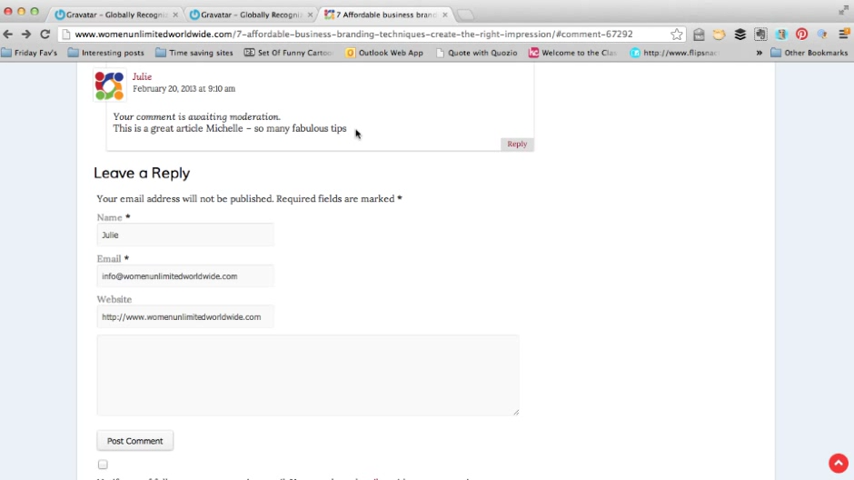 Gravatar – Globally Recogni
Gravatar – Globally Recogni
7 Affordable business bran
www.womenunlimitedworldwide.com/7-affordable-business-branding-techniques-create-the-right-impression/#comment-67292
Friday Fav's
Interesting posts
Time saving sites
Set Of Funny Cartoo
Outlook Web App
Quote with Quozio
Welcome to the Clas
http://www.flipsna
»
Other Bookmarks
Julie
February 20, 2013 at 9:10 am
Your comment is awaiting moderation.
This is a great article Michelle – so many fabulous tips
Reply
Leave a Reply
Your email address will not be published. Required fields are marked *
Name *
Julie
Email *
info@womenunlimitedworldwide.com
Website
http://www.womenunlimitedworldwide.com
Post Comment